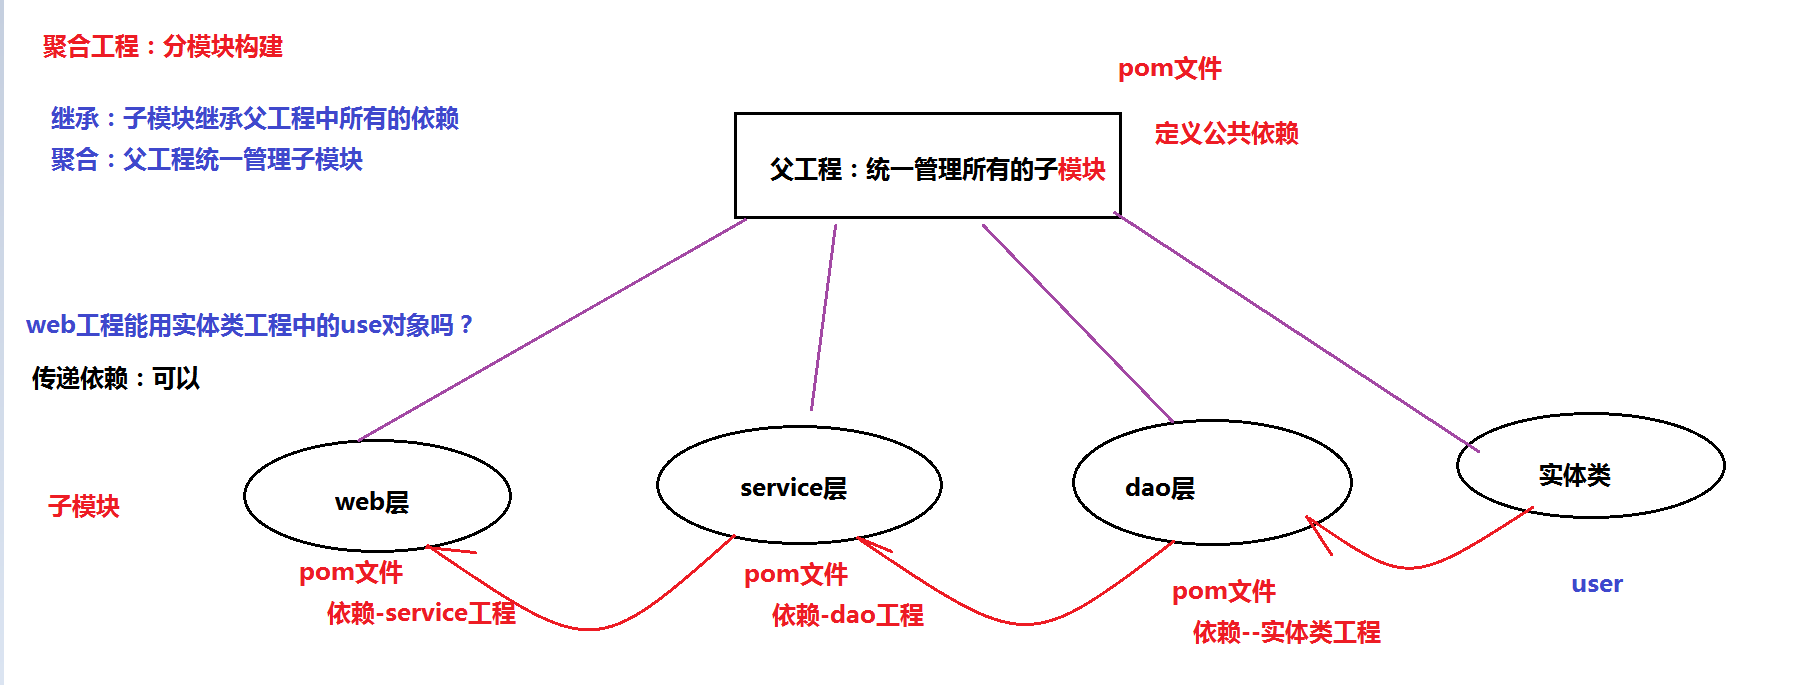 聚合工程：分模块构建
继承：子模块继承父工程中所有的依赖
聚合：父工程统一管理子模块
pom文件
定义公共依赖
父工程：统一管理所有的子模块
web工程能用实体类工程中的use对象吗？
传递依赖：可以
子模块
web层
service层
dao层
实体类
pom文件
依赖-service工程
pom文件
依赖-dao工程
pom文件
依赖--实体类工程
user